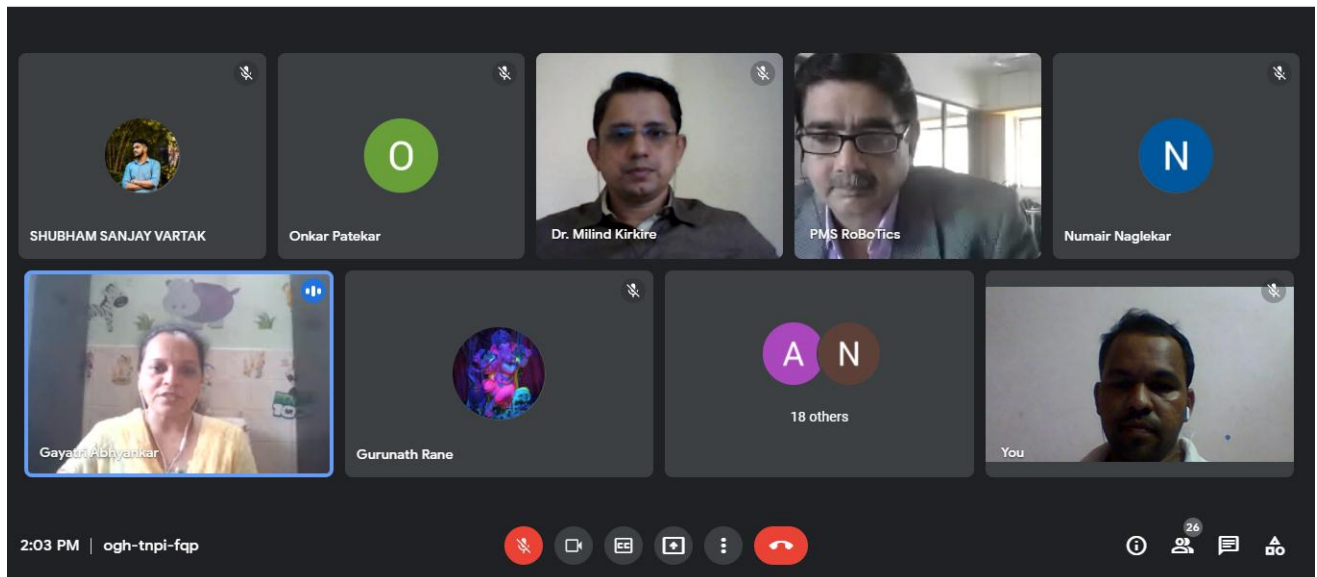 SHUBHAM SANJAY VARTAK
O
Onkar Patekar
Dr. Milind Kirkire
PMS RoBoTics
N
Numair Naglekar
Gayatri Abhyankar
Gurunath Rane
A N
18 others
You
2:03 PM | ogh-tnpi-fqp
CC
26